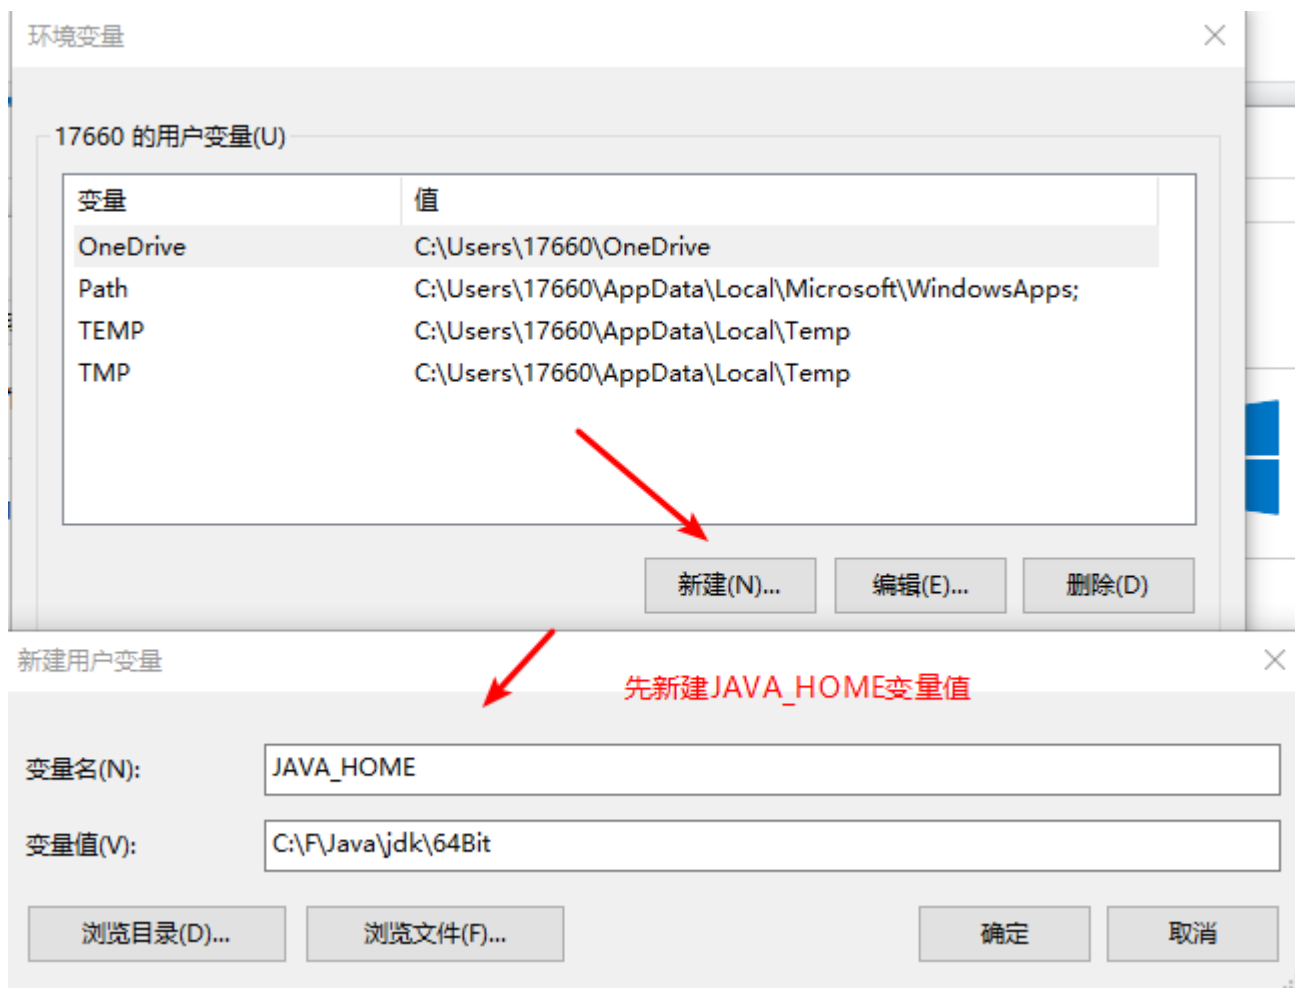 环境变量
17660 的用户变量(U)
变量 值
OneDrive C:\Users\17660\OneDrive
Path C:\Users\17660\AppData\Local\Microsoft\WindowsApps;
TEMP C:\Users\17660\AppData\Local\Temp
TMP C:\Users\17660\AppData\Local\Temp
新建(N)... 编辑(E)... 删除(D)
新建用户变量
先新建JAVA_HOME变量值
变量名(N): JAVA_HOME
变量值(V): C:\F\Java\jdk\64Bit
浏览目录(D)... 浏览文件(F)... 确定 取消